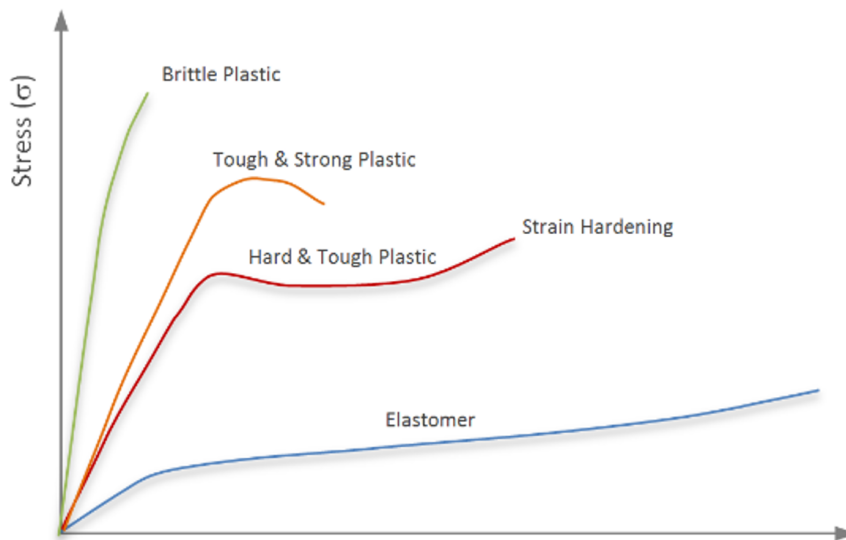 Stress (σ)
Brittle Plastic
Tough & Strong Plastic
Strain Hardening
Hard & Tough Plastic
Elastomer